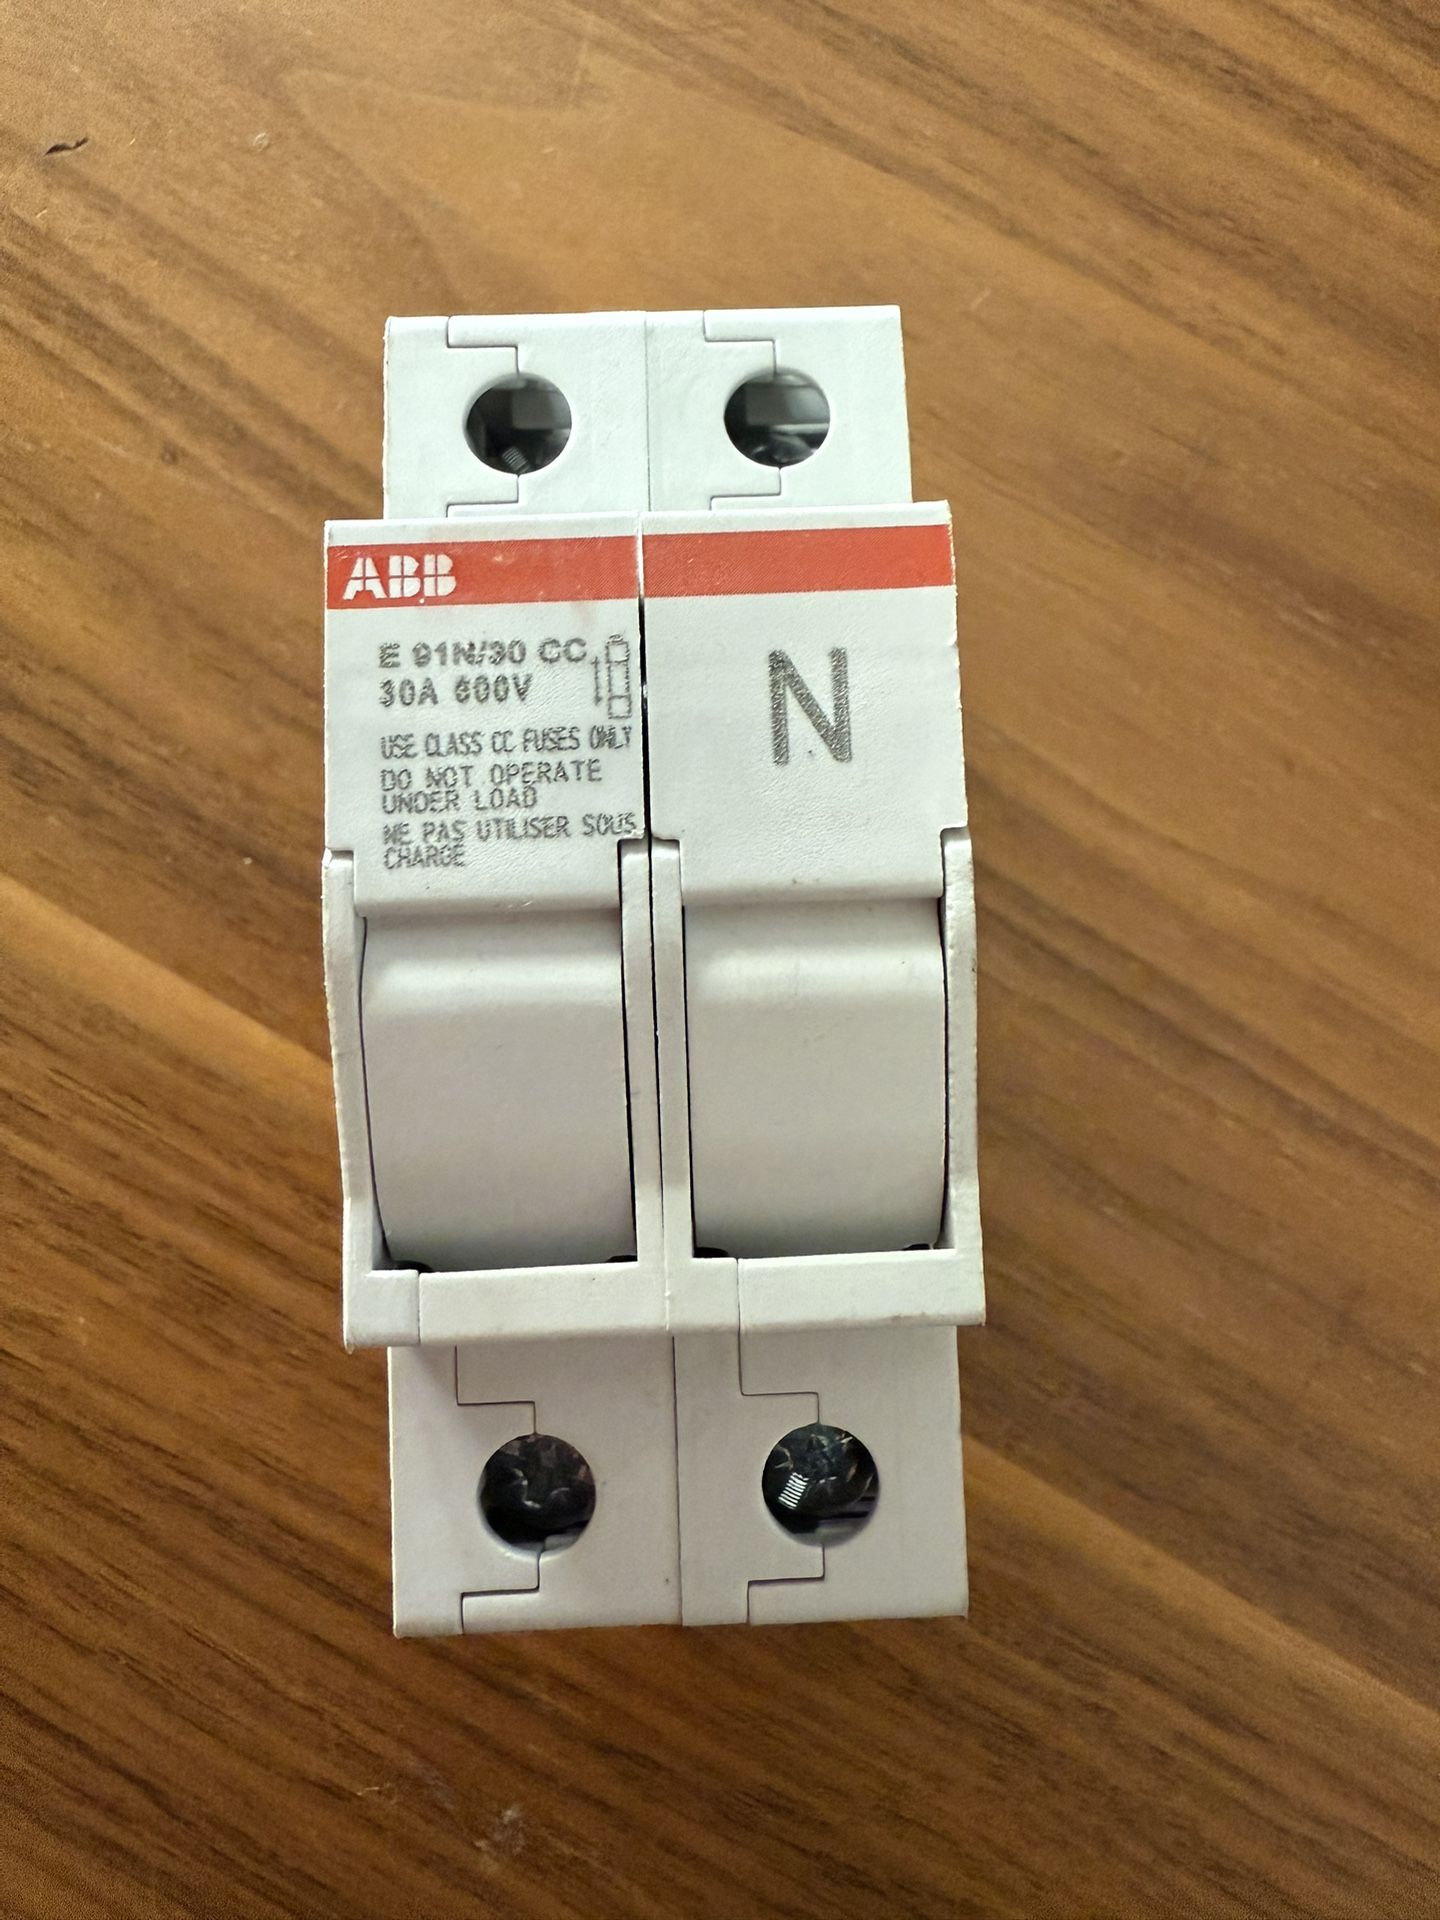 ABB
E 91N/30 CC
30A 600V
USE CLASS CC FUSES ONLY
DO NOT OPERATE
UNDER LOAD
NE PAS UTILISER SOUS
CHARGE
N